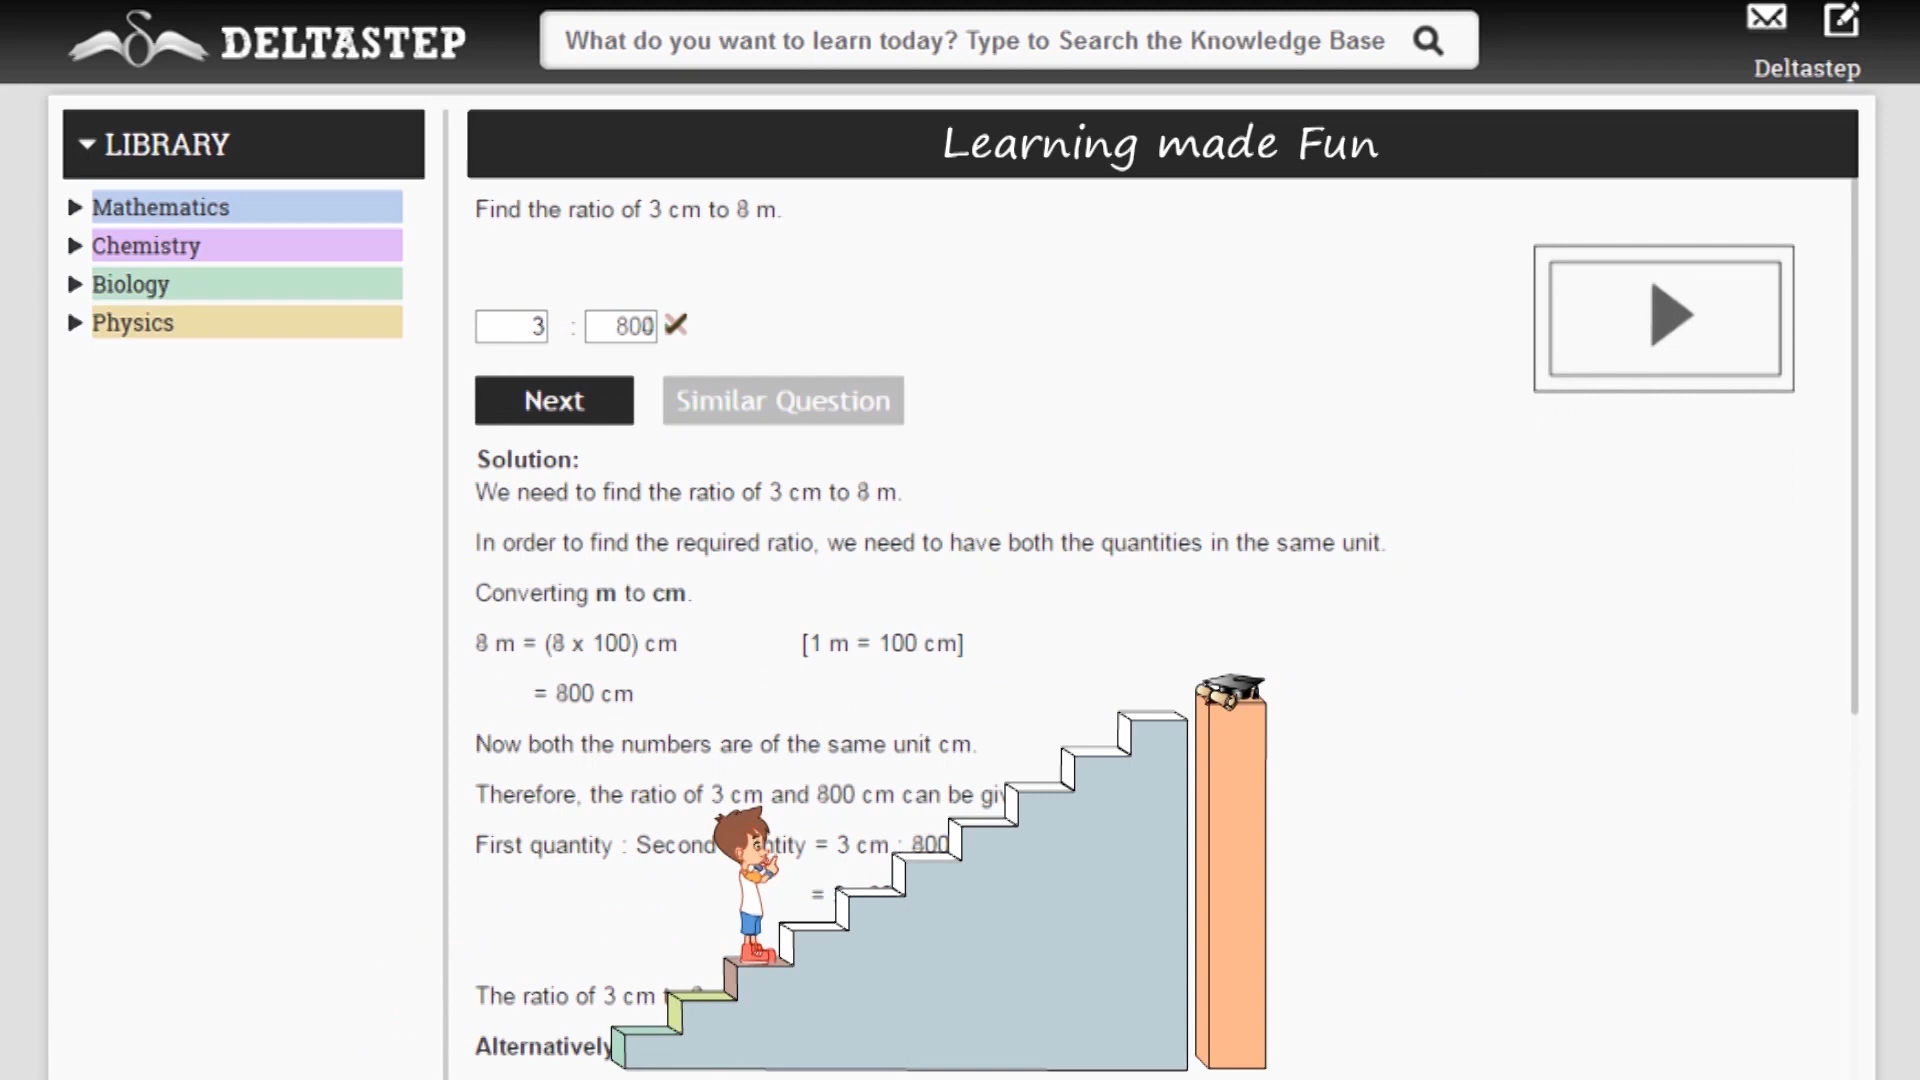 DELTASTEP
What do you want to learn today? Type to Search the Knowledge Base
Deltastep
LIBRARY
Mathematics
Chemistry
Biology
Physics
Learning made Fun
Find the ratio of 3 cm to 8 m.
3 : 800
Next
Similar Question
Solution:
We need to find the ratio of 3 cm to 8 m.
In order to find the required ratio, we need to have both the quantities in the same unit.
Converting m to cm.
8 m = (8 x 100) cm [1 m = 100 cm]
= 800 cm
Now both the numbers are of the same unit cm.
Therefore, the ratio of 3 cm and 800 cm can be
First quantity : Second = 3 cm : 800
=
The ratio of 3 cm
Alternatively